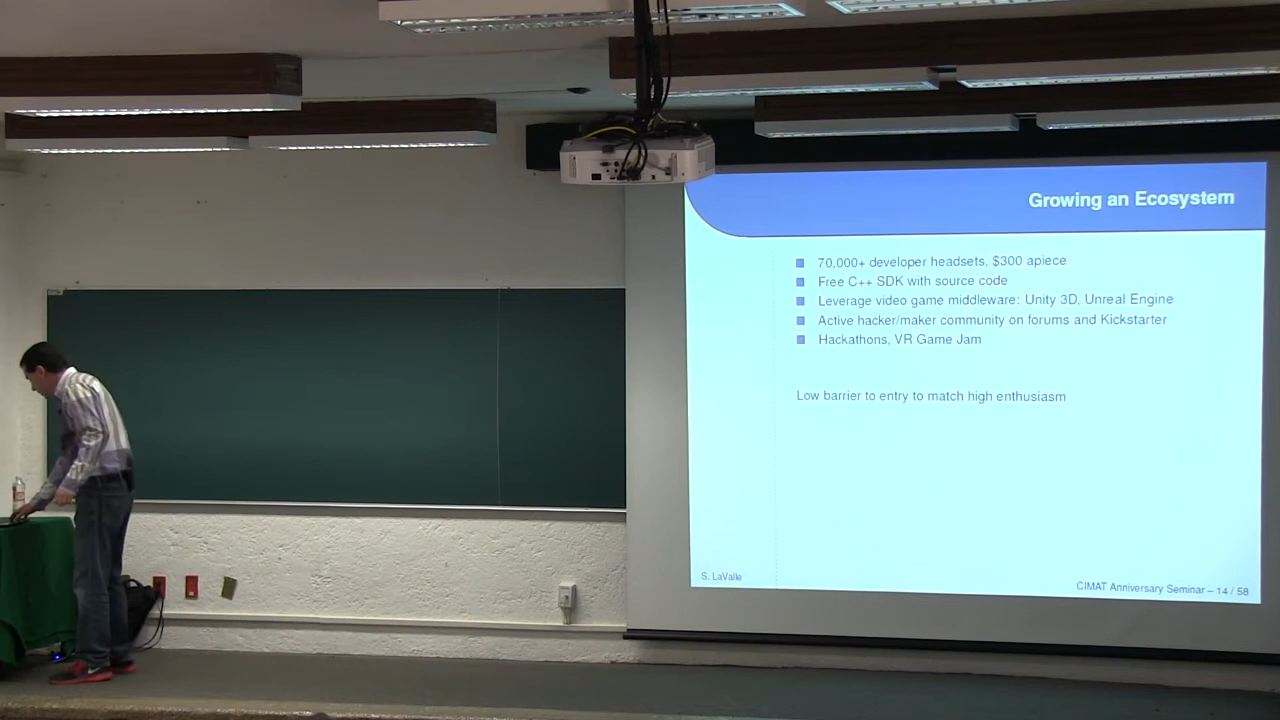 Growing an Ecosystem
70,000+ developer headsets, $300 apiece
Free C++ SDK with source code
Leverage video game middleware: Unity 3D, Unreal Engine
Active hacker/maker community on forums and Kickstarter
Hackathons, VR Game Jam
Low barrier to entry to match high enthusiasm
S. LaValle
CIMAT Anniversary Seminar – 14 / 58